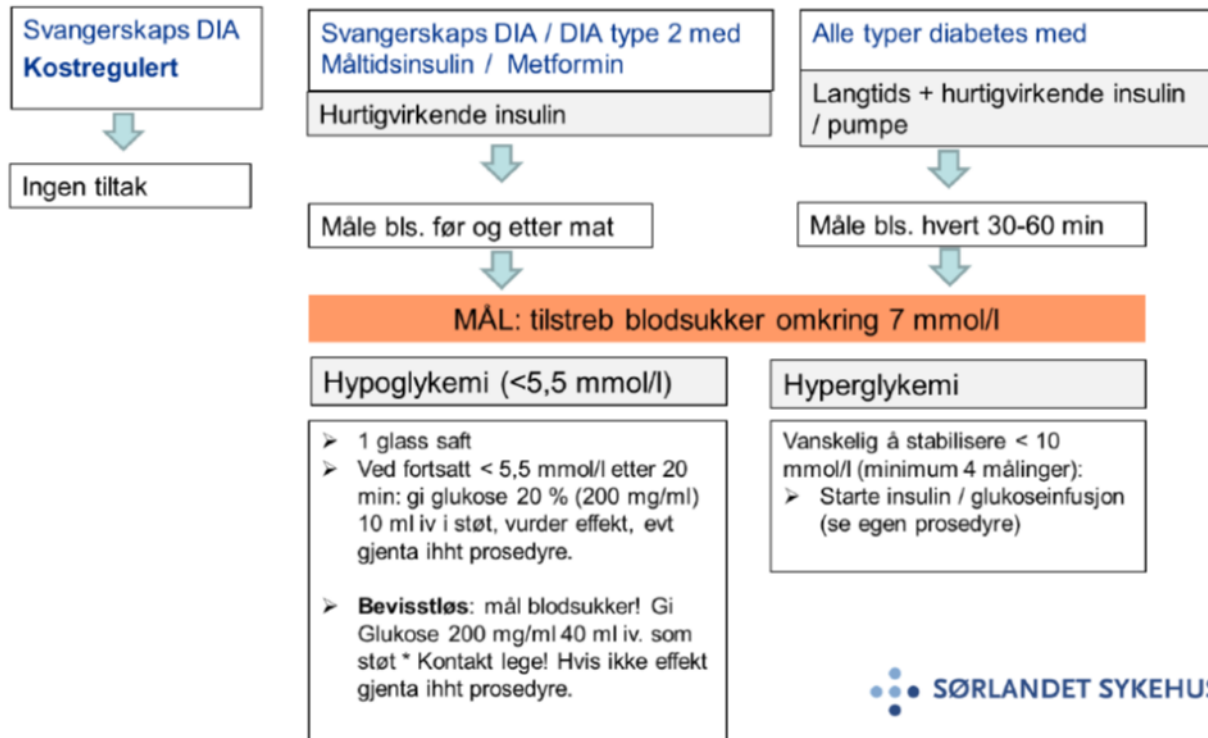 Svangerskaps DIA
Kostregulert
Ingen tiltak
Svangerskaps DIA / DIA type 2 med
Måltidsinsulin / Metformin
Hurtigvirkende insulin
Måle bls. før og etter mat
Alle typer diabetes med
Langtids + hurtigvirkende insulin
/ pumpe
Måle bls. hvert 30-60 min
MÅL: tilstreb blodsukker omkring 7 mmol/l
Hypoglykemi (<5,5 mmol/l)
➢ 1 glass saft
➢ Ved fortsatt < 5,5 mmol/l etter 20
min: gi glukose 20 % (200 mg/ml)
10 ml iv i støt, vurder effekt, evt
gjenta ihht prosedyre.
➢ Bevisstløs: mål blodsukker! Gi
Glukose 200 mg/ml 40 ml iv. som
støt * Kontakt lege! Hvis ikke effekt
gjenta ihht prosedyre.
Hyperglykemi
Vanskelig å stabilisere < 10
mmol/l (minimum 4 målinger):
➢ Starte insulin / glukoseinfusjon
(se egen prosedyre)
SØRLANDET SYKEHUS